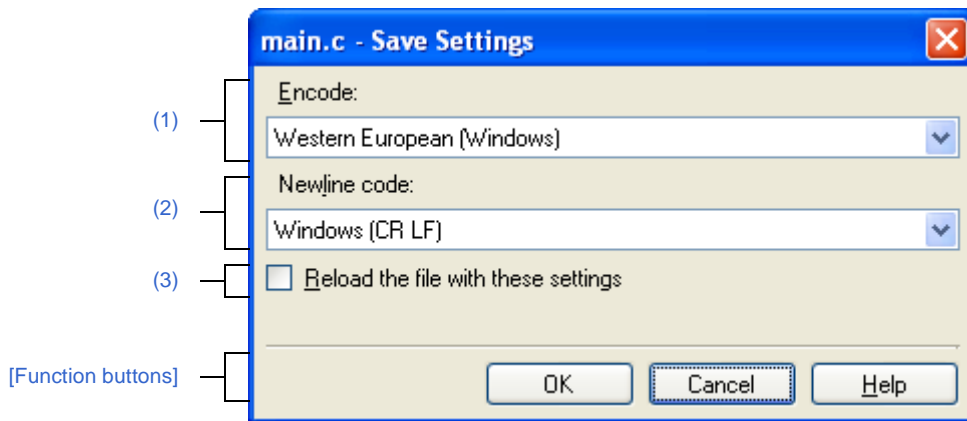 main.c - Save Settings
(1)
Encode:
Western European (Windows)
(2)
Newline code:
Windows (CR LF)
(3)
Reload the file with these settings
[Function buttons]
OK
Cancel
Help